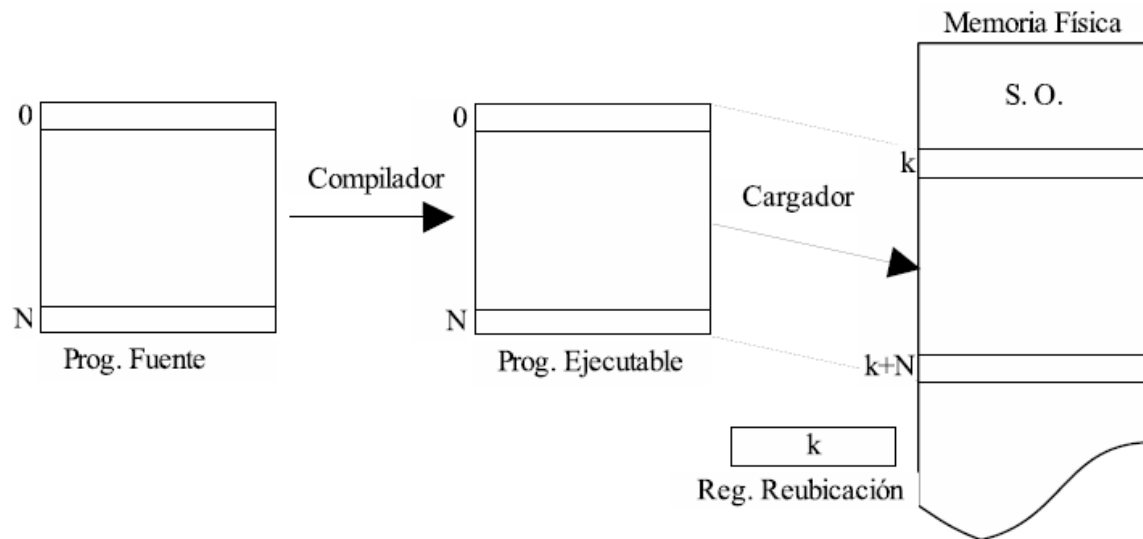 Memoria Física
S. O.
0
0
k
Compilador
Cargador
N
N
k+N
Prog. Fuente
Prog. Ejecutable
k
Reg. Reubicación